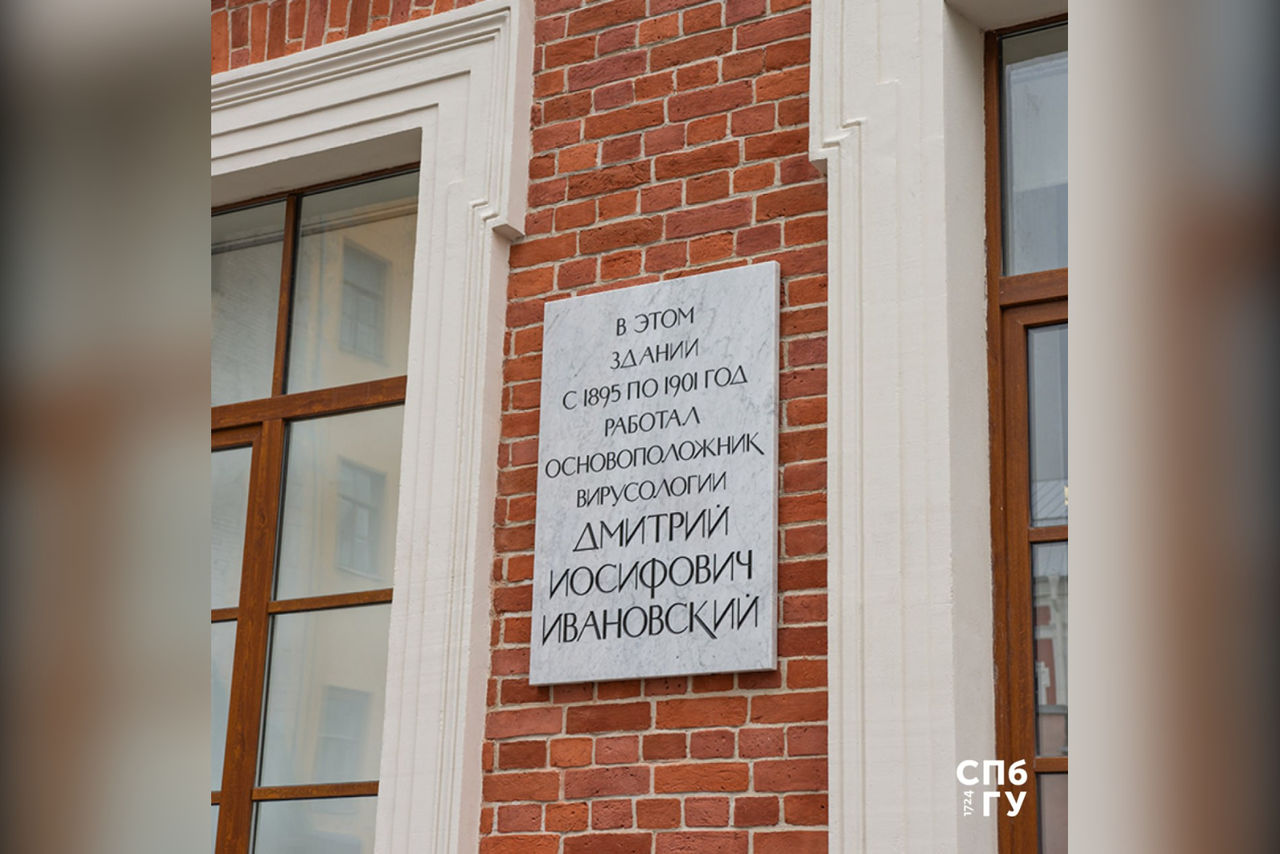 В ЭТОМ
ЗДАНИИ
С 1895 ПО 1901 ГОД
РАБОТАЛ
ОСНОВОПОЛОЖНИК
ВИРУСОЛОГИИ
ДМИТРИЙ
ИОСИФОВИЧ
ИВАНОВСКИЙ
СПб
1724 ГУ